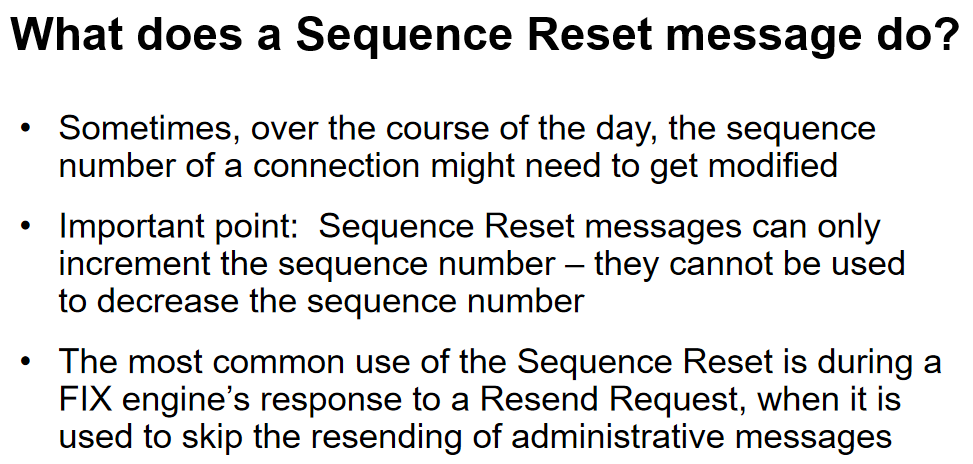 What does a Sequence Reset message do?
• Sometimes, over the course of the day, the sequence
number of a connection might need to get modified
• Important point:  Sequence Reset messages can only
increment the sequence number – they cannot be used
to decrease the sequence number
• The most common use of the Sequence Reset is during a
FIX engine's response to a Resend Request, when it is
used to skip the resending of administrative messages